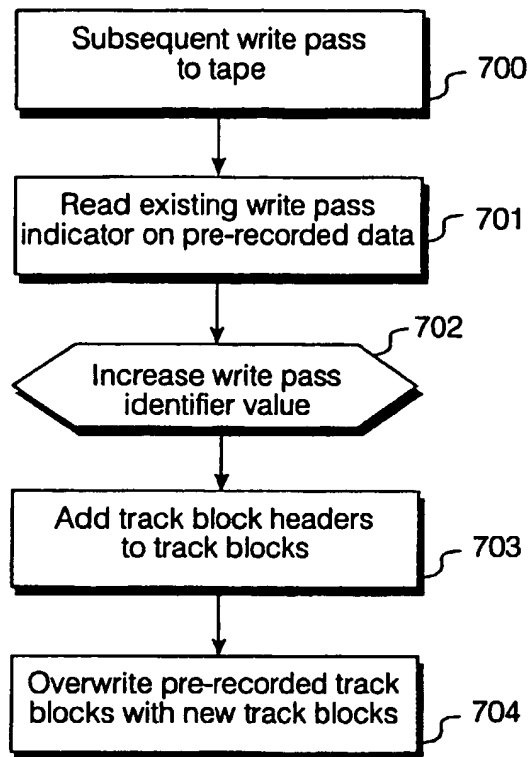 Subsequent write pass
to tape
700
Read existing write pass
indicator on pre-recorded data
701
702
Increase write pass
identifier value
Add track block headers
to track blocks
703
Overwrite pre-recorded track
blocks with new track blocks
704